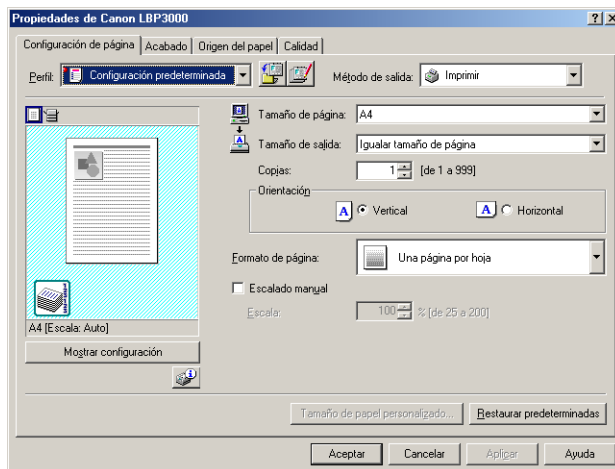 Propiedades de Canon LBP3000
Configuración de página Acabado Origen del papel Calidad
Perfil: Configuración predeterminada Método de salida: Imprimir
Tamaño de página: A4
Tamaño de salida: Igualar tamaño de página
Copias: 1 [de 1 a 999]
Orientación
A Vertical A Horizontal
Formato de página: Una página por hoja
Escalado manual
Escala: 100 % [de 25 a 200]
A4 [Escala: Auto]
Mostrar configuración
Tamaño de papel personalizado... Restaurar predeterminadas
Aceptar Cancelar Aplicar Ayuda